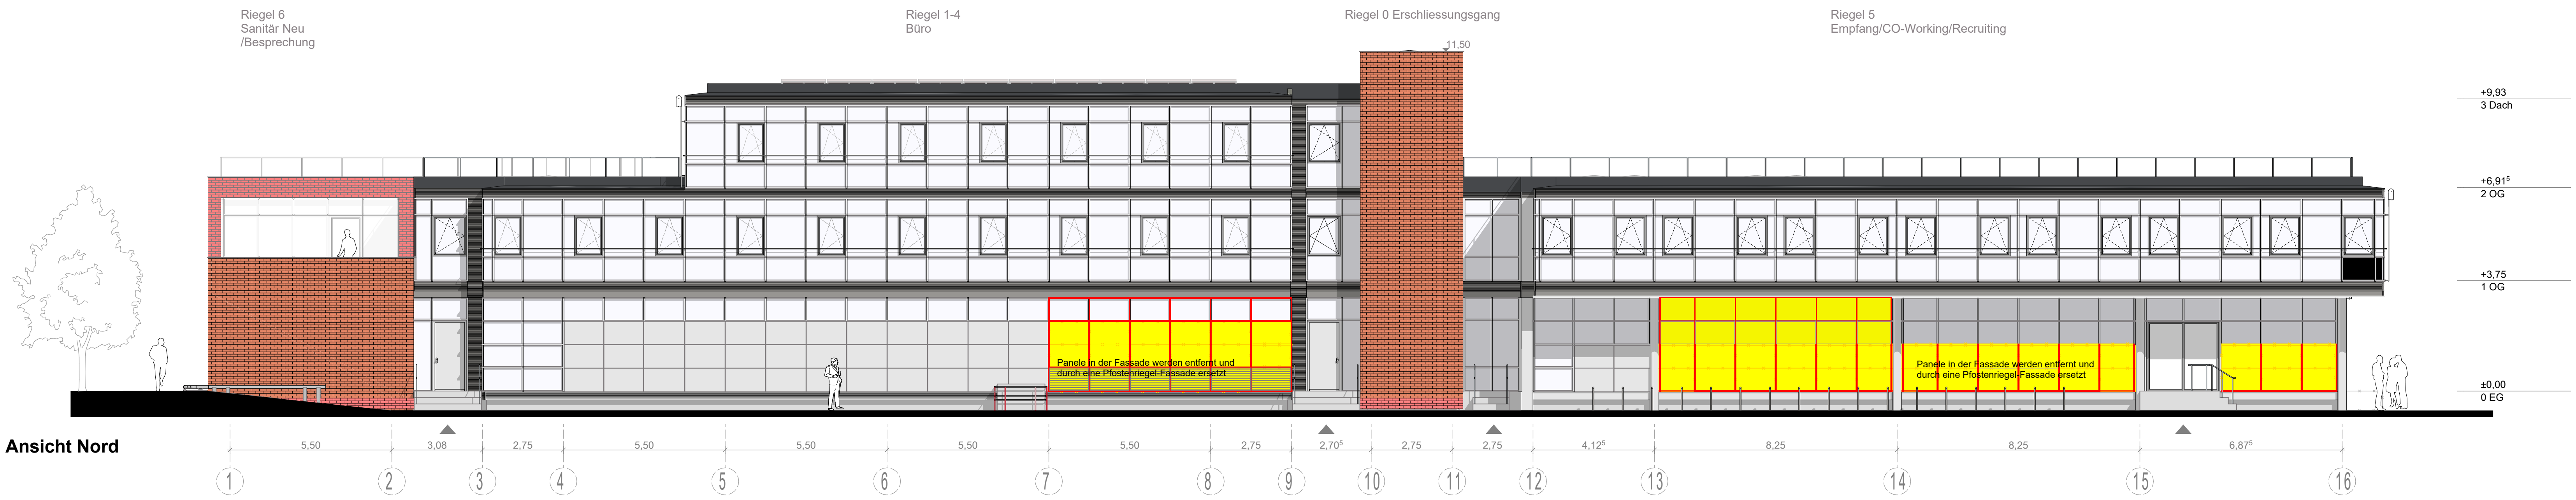 Riegel 6
Sanitär Neu
/Besprechung
Riegel 1-4
Büro
Riegel 0 Erschliessungsgang
Riegel 5
Empfang/CO-Working/Recruiting
11,50
+9,93
3 Dach
+6,91⁵
2 OG
+3,75
1 OG
Panele in der Fassade werden entfernt und
durch eine Pfostenriegel-Fassade ersetzt
Panele in der Fassade werden entfernt und
durch eine Pfostenriegel-Fassade ersetzt
±0,00
0 EG
Ansicht Nord
5,50 3,08 2,75 5,50 5,50 5,50 5,50 2,75 2,70⁵ 2,75 2,75 4,12⁵ 8,25 8,25 6,87⁵
1 2 3 4 5 6 7 8 9 10 11 12 13 14 15 16